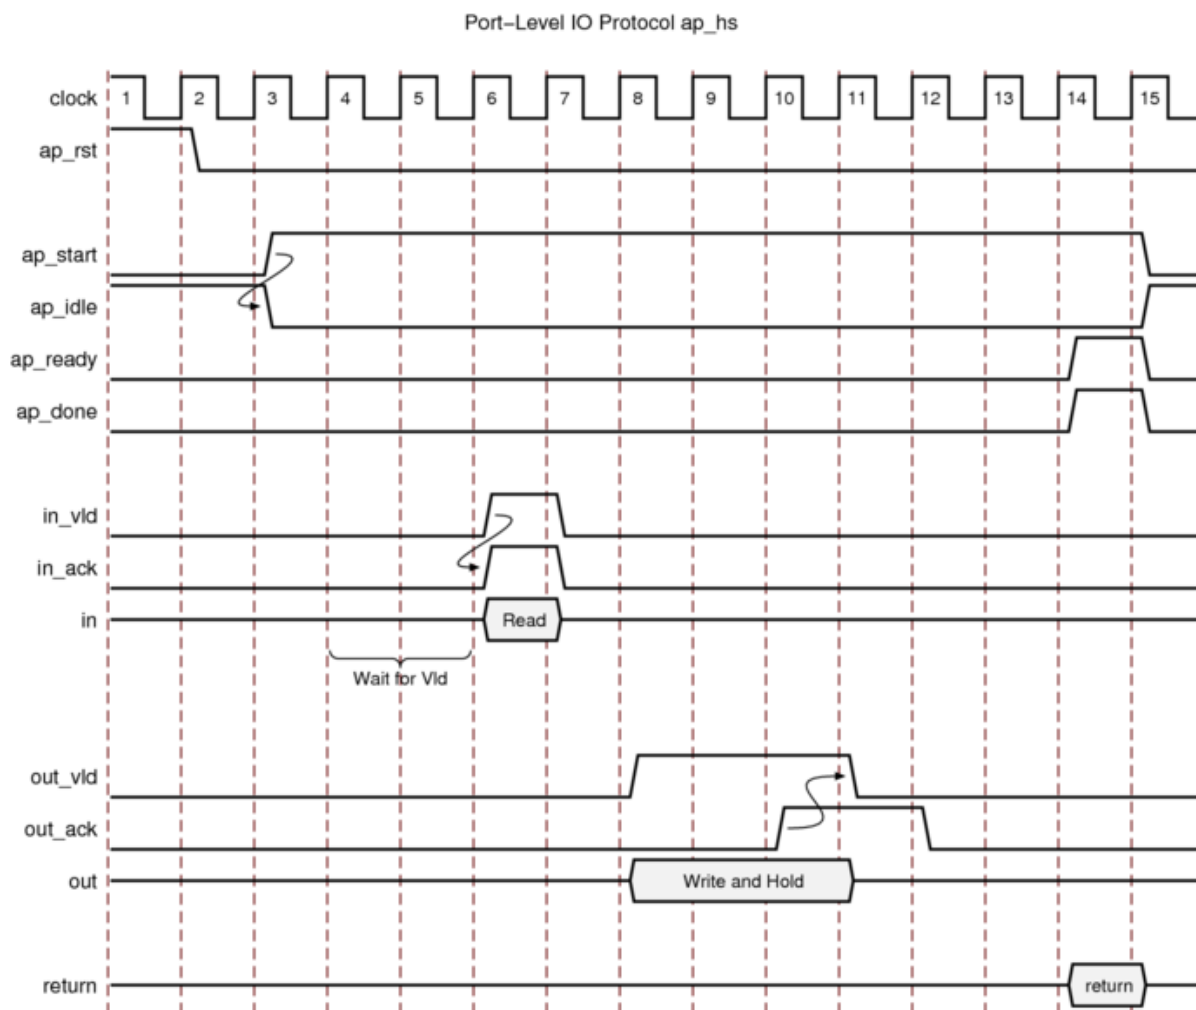 Port-Level IO Protocol ap_hs
clock 1 2 3 4 5 6 7 8 9 10 11 12 13 14 15
ap_rst
ap_start
ap_idle
ap_ready
ap_done
in_vld
in_ack
in Read
Wait for Vld
out_vld
out_ack
out Write and Hold
return return